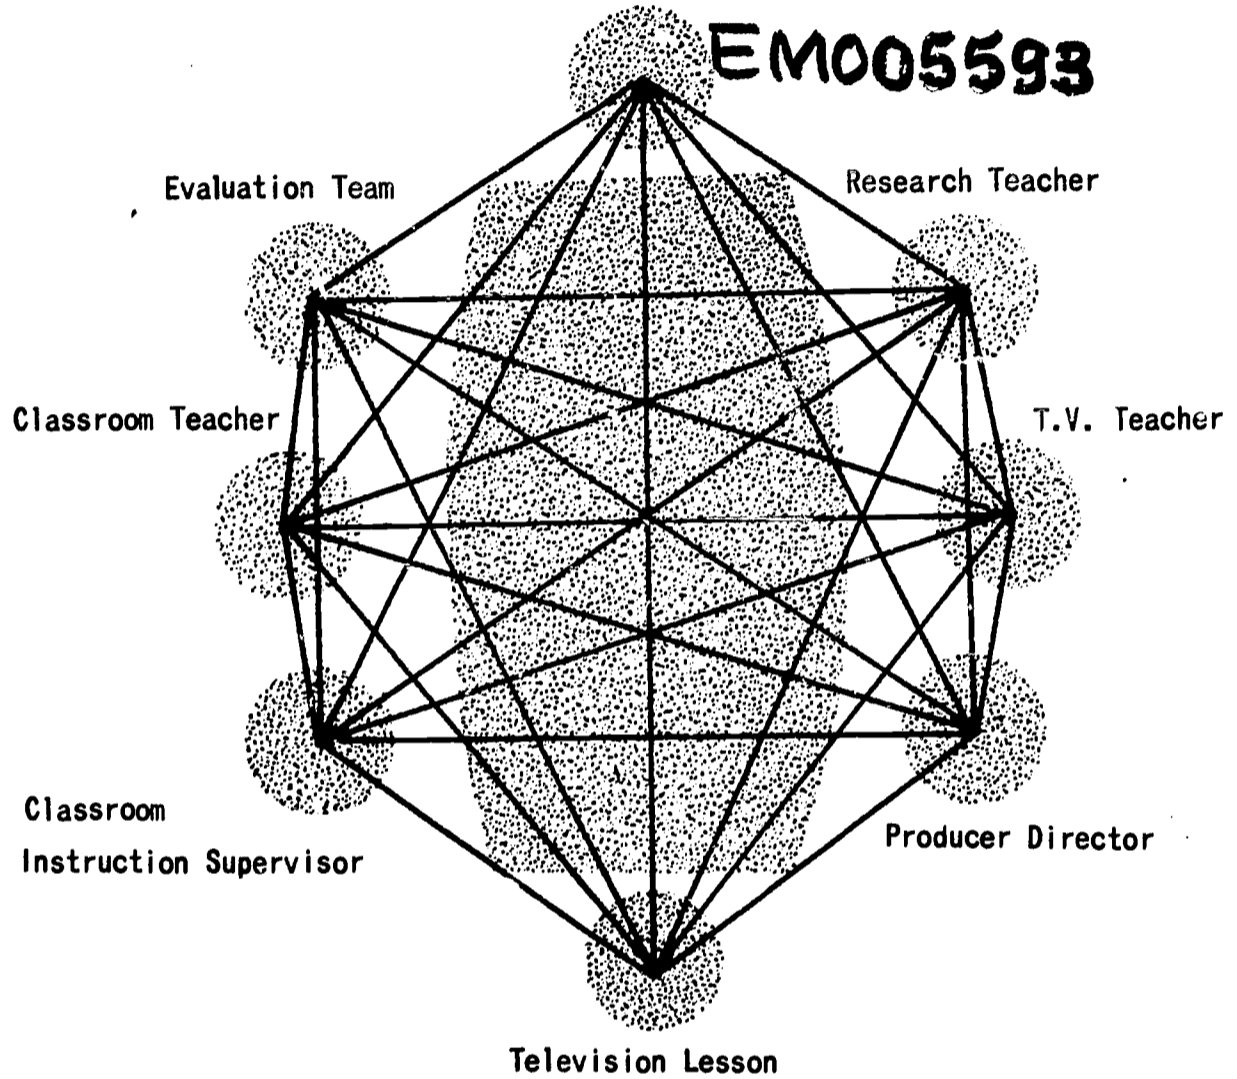 EM005593
Evaluation Team
Research Teacher
Classroom Teacher
T.V. Teacher
Classroom
Instruction Supervisor
Producer Director
Television Lesson